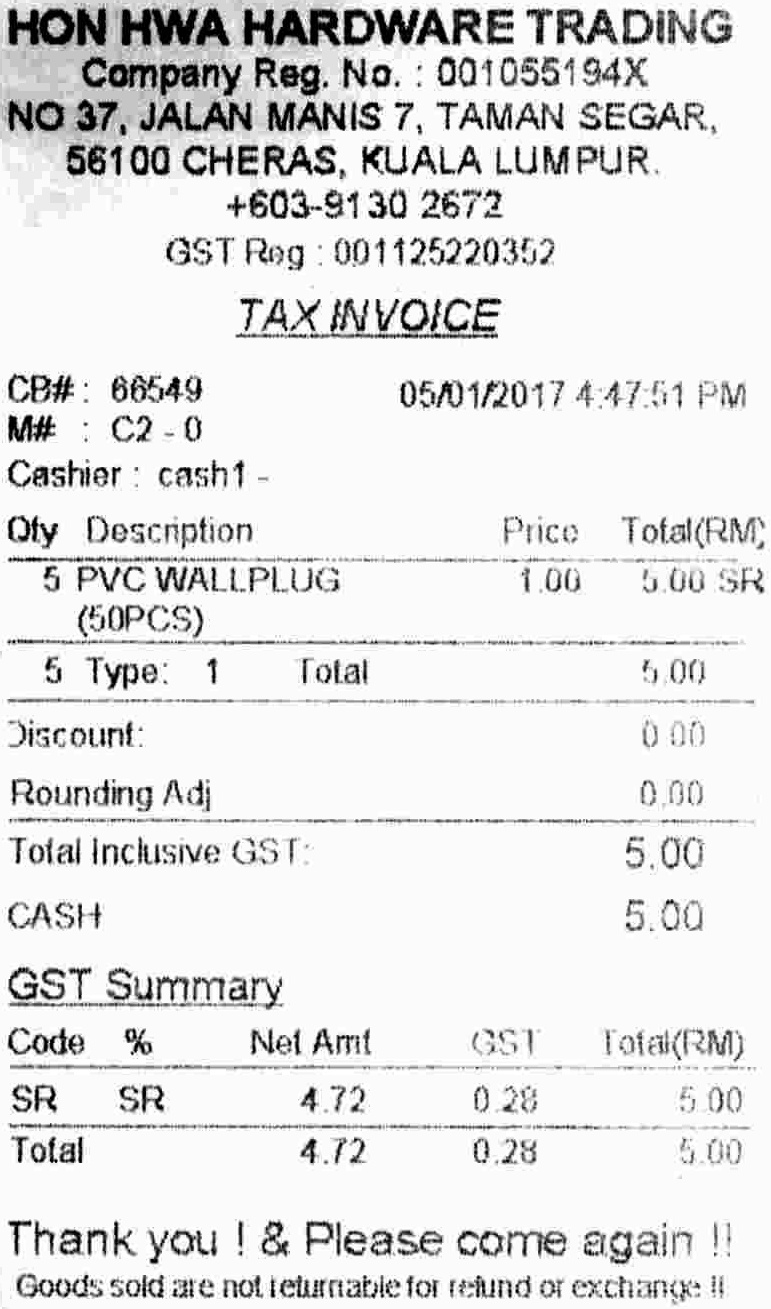 HON HWA HARDWARE TRADING
Company Reg. No. : 001055194X
NO 37, JALAN MANIS 7, TAMAN SEGAR,
56100 CHERAS, KUALA LUMPUR.
+603-9130 2672
GST Reg : 001125220352
TAX INVOICE
CB# : 66549 05/01/2017 4:47:51 PM
M# : C2 - 0
Cashier : cash1 -
Qty Description Price Total(RM)
5 PVC WALLPLUG 1.00 5.00 SR
(50PCS)
5 Type: 1 Total 5.00
Discount: 0.00
Rounding Adj 0.00
Total Inclusive GST: 5.00
CASH 5.00
GST Summary
Code % Net Amt GST Total(RM)
SR SR 4.72 0.28 5.00
Total 4.72 0.28 5.00
Thank you ! & Please come again !!
Goods sold are not returnable for refund or exchange !!